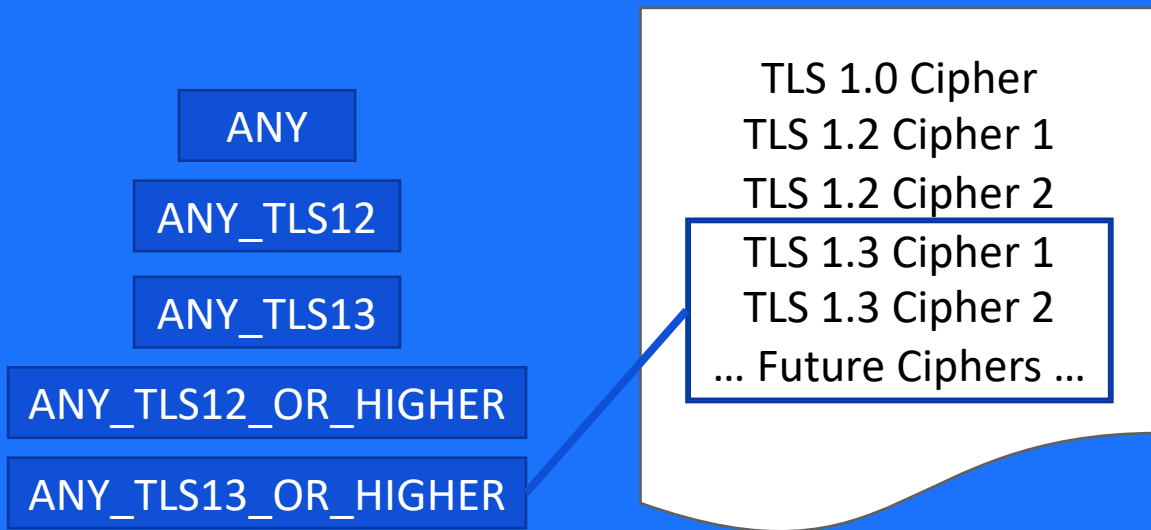 ANY
ANY_TLS12
ANY_TLS13
ANY_TLS12_OR_HIGHER
ANY_TLS13_OR_HIGHER
TLS 1.0 Cipher
TLS 1.2 Cipher 1
TLS 1.2 Cipher 2
TLS 1.3 Cipher 1
TLS 1.3 Cipher 2
... Future Ciphers ...